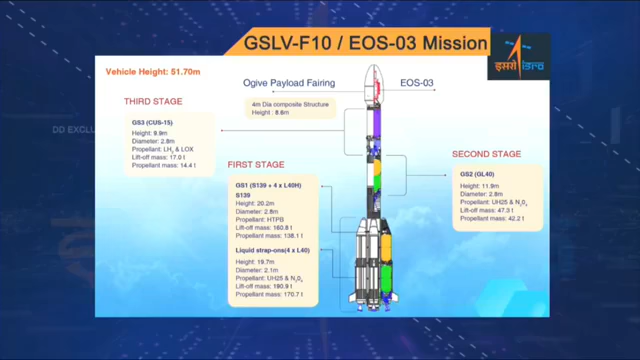 GSLV-F10 / EOS-03 Mission
इसरो isro
Vehicle Height: 51.70m
Ogive Payload Fairing
EOS-03
4m Dia composite Structure
Height : 8.6m
THIRD STAGE
GS3 (CUS-15)
Height: 9.9m
Diameter: 2.8m
Propellant: LH₂ & LOX
Lift-off mass: 17.0 t
Propellant mass: 14.4 t
DD EXCLU
FIRST STAGE
GS1 (S139 + 4 x L40H)
S139
Height: 20.2m
Diameter: 2.8m
Propellant: HTPB
Lift-off mass: 160.8 t
Propellant mass: 138.1 t
Liquid strap-ons(4 x L40)
Height: 19.7m
Diameter: 2.1m
Propellant: UH25 & N₂O₄
Lift-off mass: 190.9 t
Propellant mass: 170.7 t
SECOND STAGE
GS2 (GL40)
Height: 11.9m
Diameter: 2.8m
Propellant: UH25 & N₂O₄
Lift-off mass: 47.3 t
Propellant mass: 42.2 t